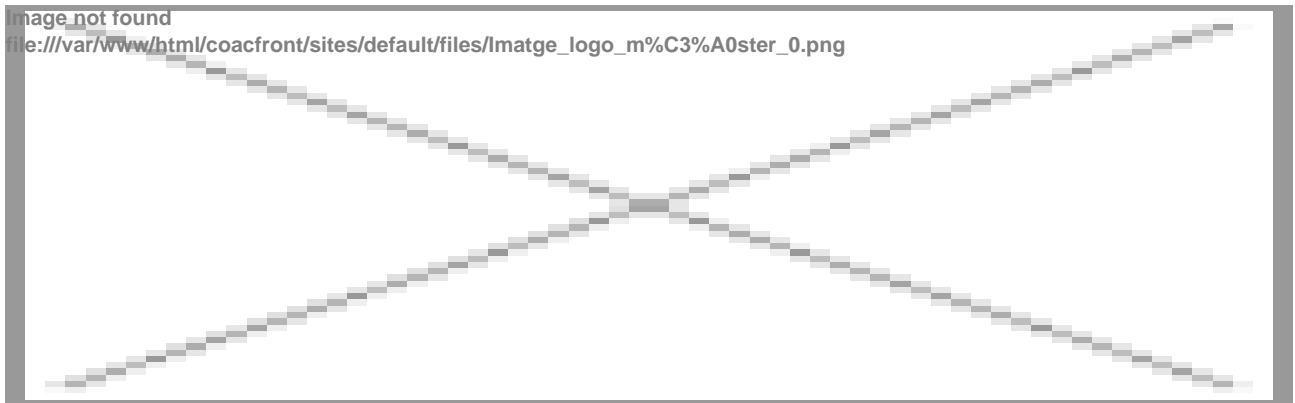 Image not found
file:///var/www/html/coacfront/sites/default/files/Imatge_logo_m%C3%A0ster_0.png